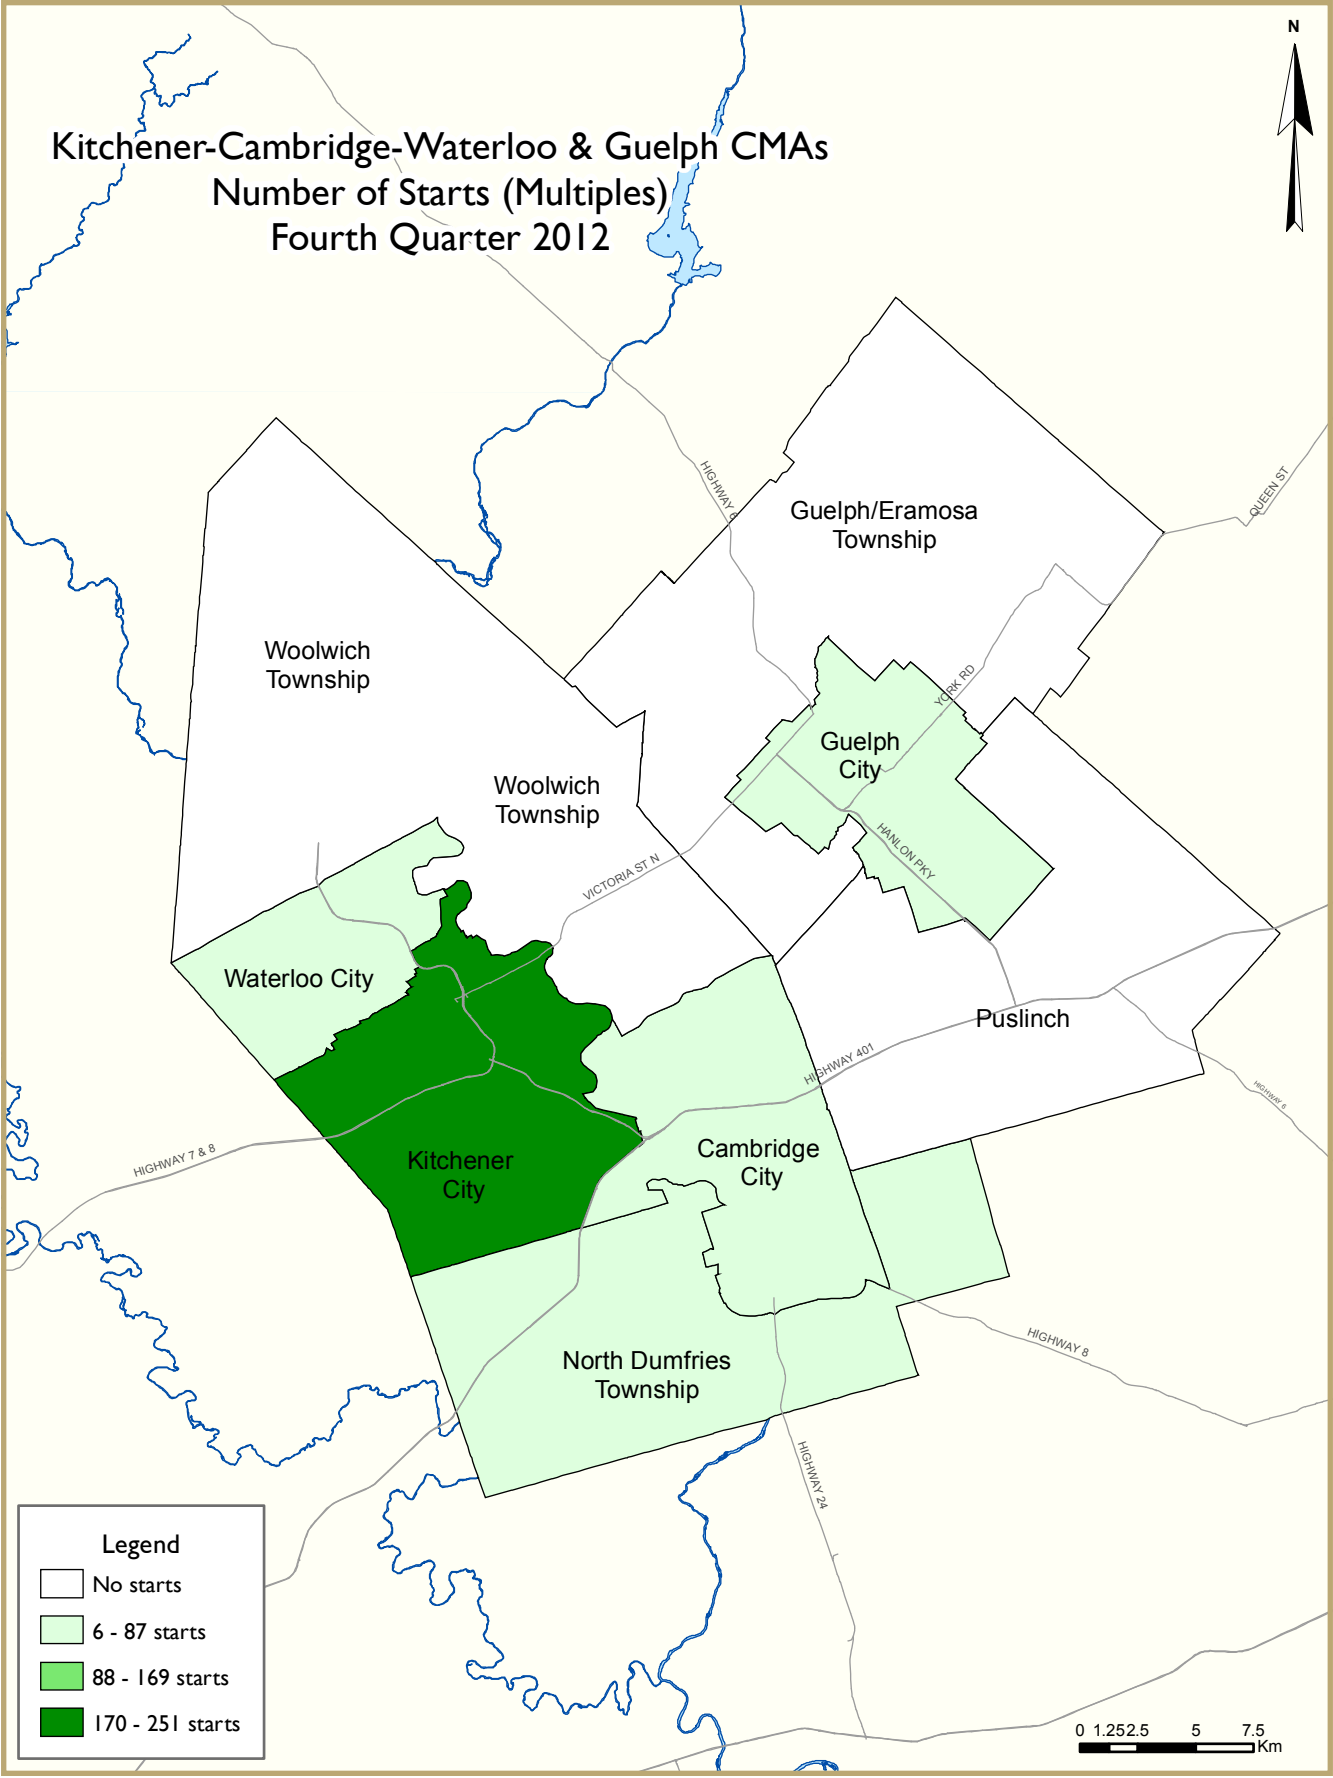 N
Kitchener-Cambridge-Waterloo & Guelph CMAs
Number of Starts (Multiples)
Fourth Quarter 2012
HIGHWAY 6
QUEEN ST
Guelph/Eramosa
Township
Woolwich
Township
YORK RD
Guelph
City
Woolwich
Township
HANLON PKY
VICTORIA ST N
Waterloo City
Puslinch
HIGHWAY 401
HIGHWAY 6
HIGHWAY 7 & 8
Kitchener
City
Cambridge
City
HIGHWAY 8
North Dumfries
Township
HIGHWAY 24
Legend
No starts
6 - 87 starts
88 - 169 starts
170 - 251 starts
0 1.25 2.5 5 7.5
Km